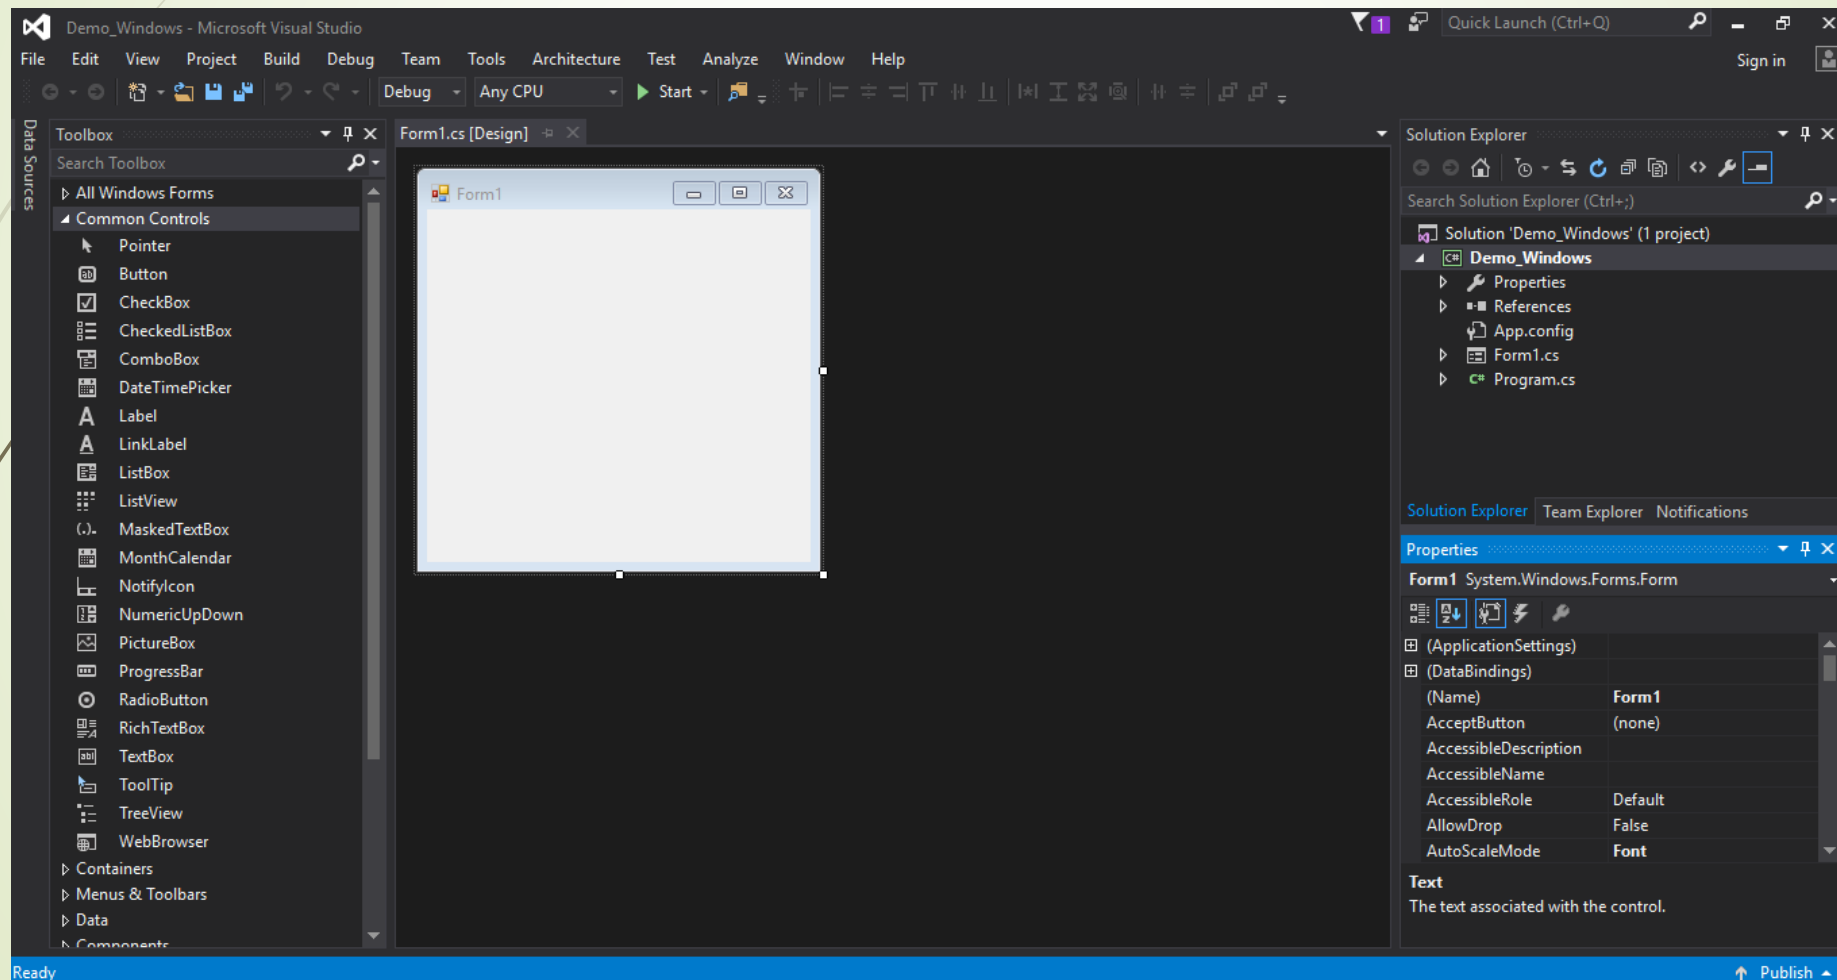 Demo_Windows - Microsoft Visual Studio
1
Quick Launch (Ctrl+Q)
File Edit View Project Build Debug Team Tools Architecture Test Analyze Window Help
Sign in
Debug Any CPU Start
Data Sources
Toolbox
Search Toolbox
All Windows Forms
Common Controls
Pointer
Button
CheckBox
CheckedListBox
ComboBox
DateTimePicker
Label
LinkLabel
ListBox
ListView
MaskedTextBox
MonthCalendar
NotifyIcon
NumericUpDown
PictureBox
ProgressBar
RadioButton
RichTextBox
TextBox
ToolTip
TreeView
WebBrowser
Containers
Menus & Toolbars
Data
Components
Form1.cs [Design]
Form1
Solution Explorer
Search Solution Explorer (Ctrl+;)
Solution 'Demo_Windows' (1 project)
Demo_Windows
Properties
References
App.config
Form1.cs
Program.cs
Solution Explorer Team Explorer Notifications
Properties
Form1 System.Windows.Forms.Form
(ApplicationSettings)
(DataBindings)
(Name) Form1
AcceptButton (none)
AccessibleDescription
AccessibleName
AccessibleRole Default
AllowDrop False
AutoScaleMode Font
Text
The text associated with the control.
Ready
Publish